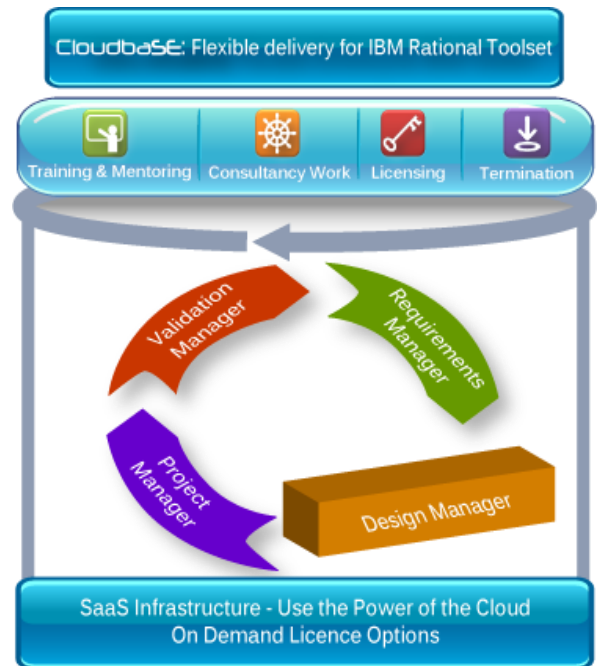 CloudbaSE: Flexible delivery for IBM Rational Toolset
Training & Mentoring
Consultancy Work
Licensing
Termination
Validation
Manager
Requirements
Manager
Project
Manager
Design Manager
SaaS Infrastructure - Use the Power of the Cloud
On Demand Licence Options